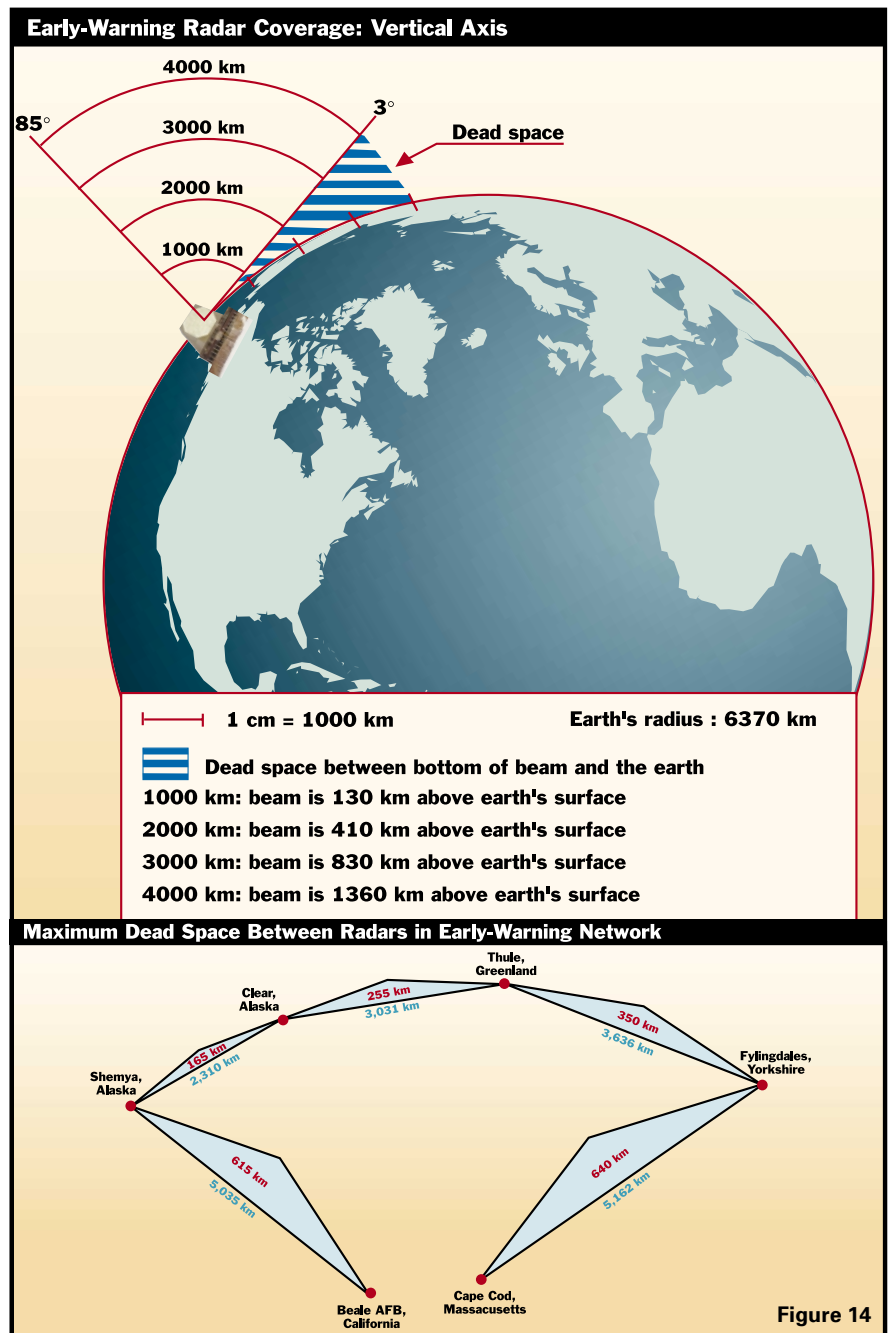 Early-Warning Radar Coverage: Vertical Axis
4000 km
85°
3°
3000 km
Dead space
2000 km
1000 km
1 cm = 1000 km
Earth's radius : 6370 km
Dead space between bottom of beam and the earth
1000 km: beam is 130 km above earth's surface
2000 km: beam is 410 km above earth's surface
3000 km: beam is 830 km above earth's surface
4000 km: beam is 1360 km above earth's surface
Maximum Dead Space Between Radars in Early-Warning Network
Thule,
Greenland
Clear,
Alaska
255 km
3,031 km
350 km
3,636 km
165 km
2,310 km
Fylingdales,
Yorkshire
Shemya,
Alaska
615 km
5,035 km
640 km
5,162 km
Beale AFB,
California
Cape Cod,
Massacusetts
Figure 14